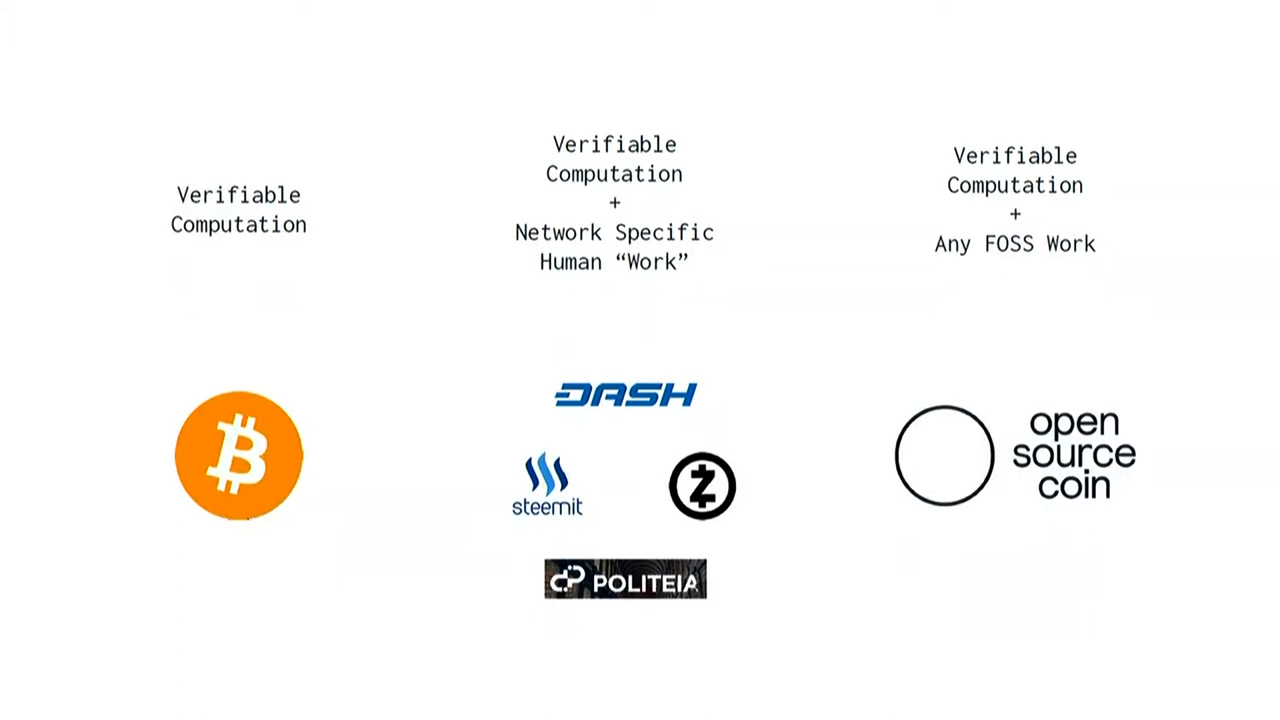 Verifiable
Computation
Verifiable
Computation
+
Network Specific
Human “Work”
Verifiable
Computation
+
Any FOSS Work
DASH
steemit
POLITEIA
open
source
coin